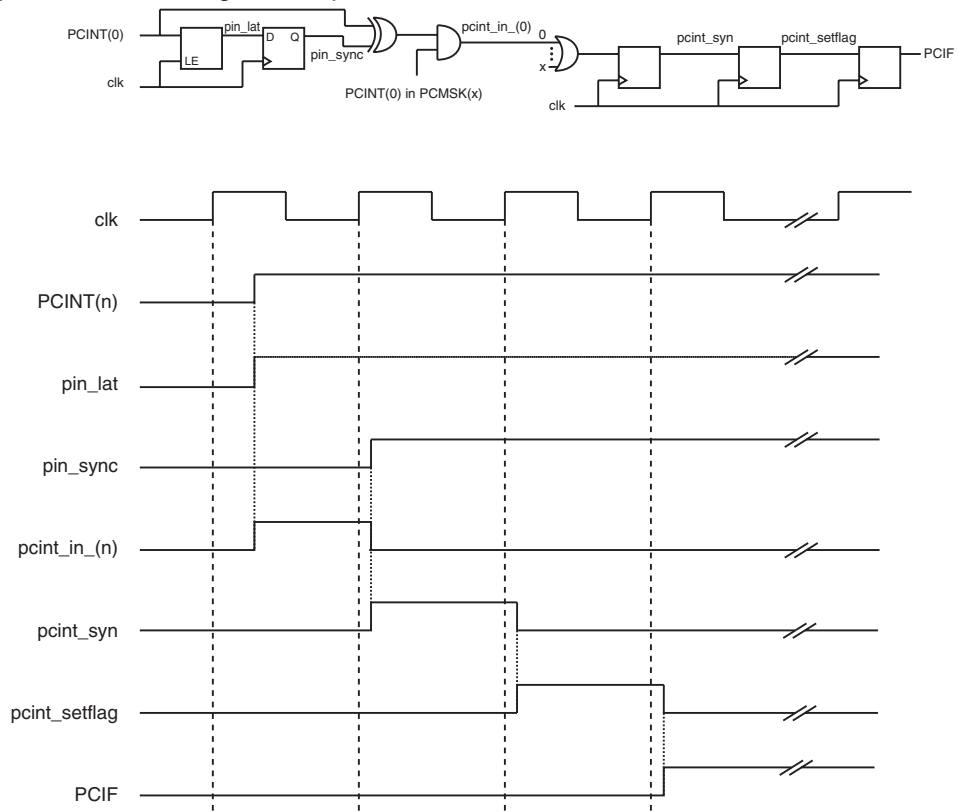 PCINT(0)
pin_lat
D Q
LE
pin_sync
clk
PCINT(0) in PCMSK(x)
pcint_in_(0)
0
x
clk
pcint_syn
pcint_setflag
PCIF
clk
PCINT(n)
pin_lat
pin_sync
pcint_in_(n)
pcint_syn
pcint_setflag
PCIF